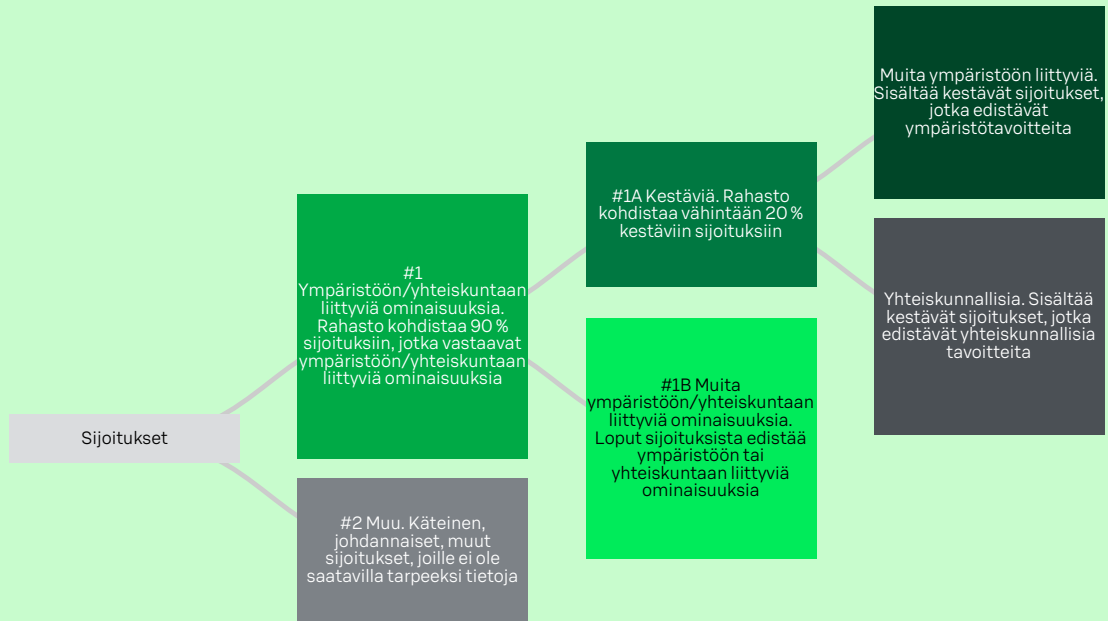 Sijoitukset
#1
Ympäristöön/yhteiskuntaan
liittyviä ominaisuuksia.
Rahasto kohdistaa 90 %
sijoituksiin, jotka vastaavat
ympäristöön/yhteiskuntaan
liittyviä ominaisuuksia
#2 Muu. Käteinen,
johdannaiset, muut
sijoitukset, joille ei ole
saatavilla tarpeeksi tietoja
#1A Kestäviä. Rahasto
kohdistaa vähintään 20 %
kestäviin sijoituksiin
#1B Muita
ympäristöön/yhteiskuntaan
liittyviä ominaisuuksia.
Loput sijoituksista edistää
ympäristöön tai
yhteiskuntaan liittyviä
ominaisuuksia
Muita ympäristöön liittyviä.
Sisältää kestävät sijoitukset,
jotka edistävät
ympäristötavoitteita
Yhteiskunnallisia. Sisältää
kestävät sijoitukset, jotka
edistävät yhteiskunnallisia
tavoitteita